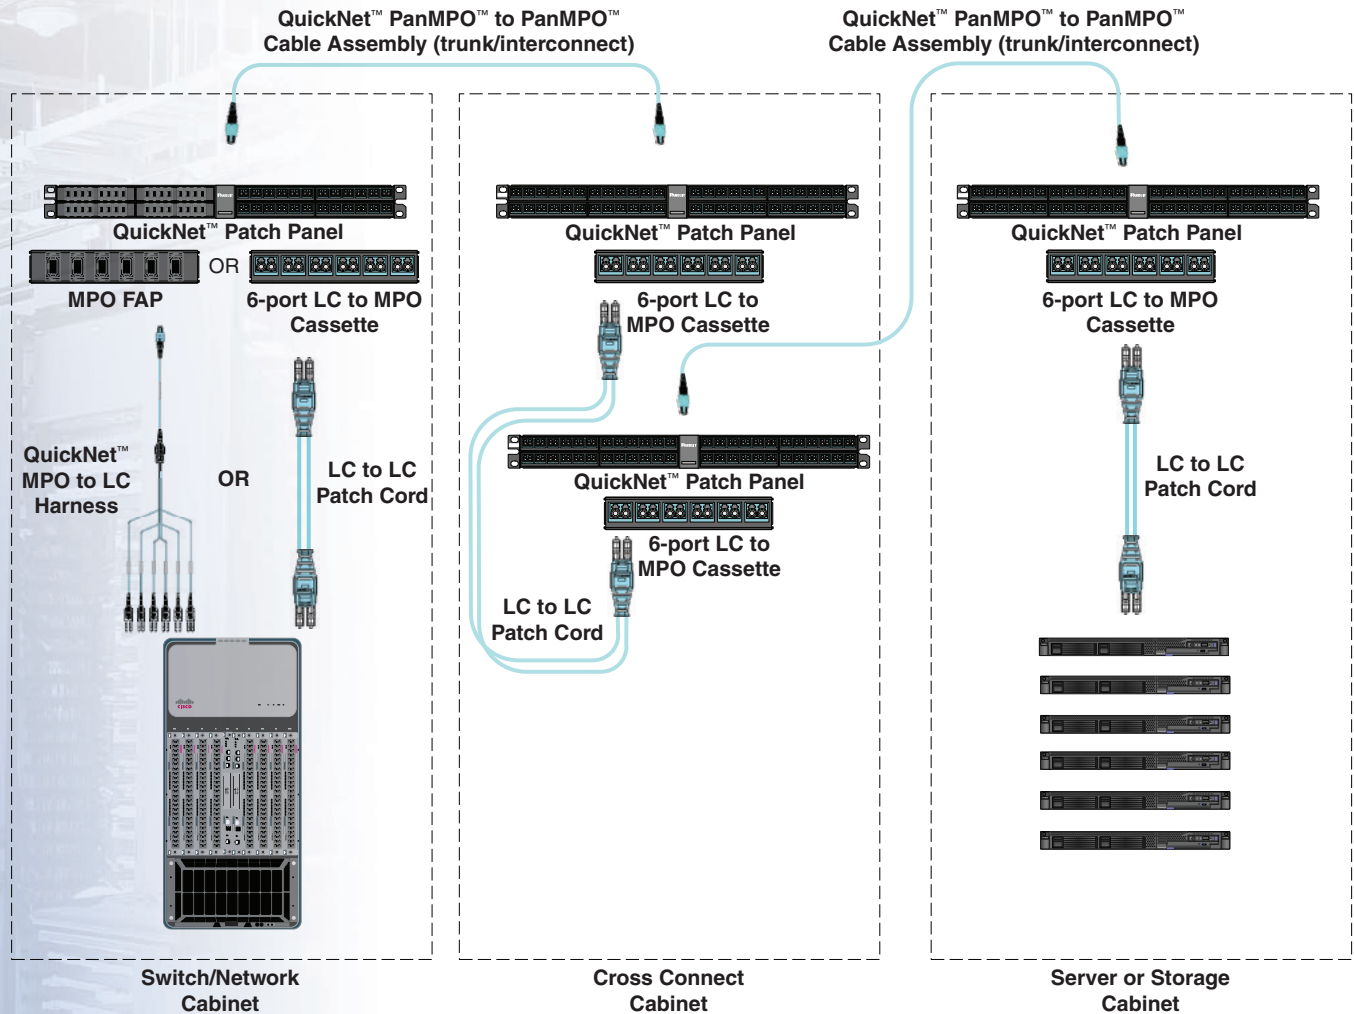 QuickNet™ PanMPO™ to PanMPO™
Cable Assembly (trunk/interconnect)
QuickNet™ PanMPO™ to PanMPO™
Cable Assembly (trunk/interconnect)
QuickNet™ Patch Panel
MPO FAP
OR
6-port LC to MPO
Cassette
QuickNet™
MPO to LC
Harness
OR
LC to LC
Patch Cord
cisco
Switch/Network
Cabinet
QuickNet™ Patch Panel
6-port LC to
MPO Cassette
QuickNet™ Patch Panel
6-port LC to
MPO Cassette
LC to LC
Patch Cord
Cross Connect
Cabinet
QuickNet™ Patch Panel
6-port LC to MPO
Cassette
LC to LC
Patch Cord
Server or Storage
Cabinet